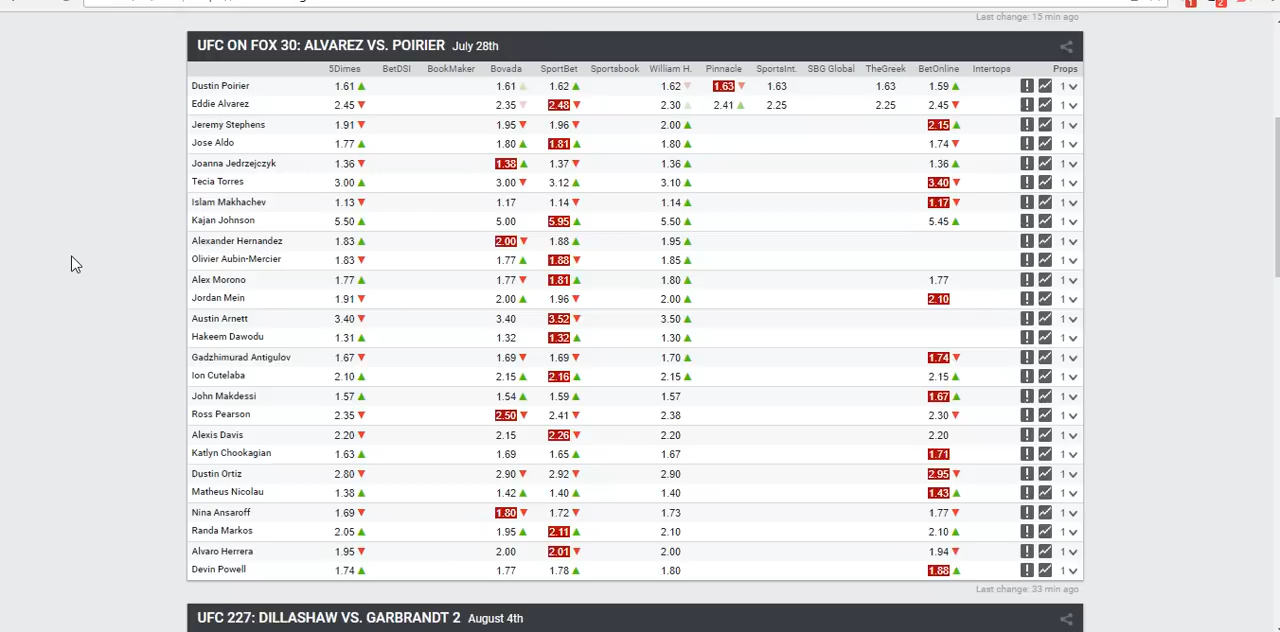 1 2
Last change: 15 min ago
UFC ON FOX 30: ALVAREZ VS. POIRIER July 28th
5Dimes BetDSI BookMaker Bovada SportBet Sportsbook William H. Pinnacle SportsInt. SBG Global TheGreek BetOnline Intertops Props
Dustin Poirier 1.61 ▲ 1.61 ▲ 1.62 ▲ 1.62 ▼ 1.63 ▼ 1.63 1.63 1.59 ▲ 1
Eddie Alvarez 2.45 ▼ 2.35 ▼ 2.48 ▼ 2.30 ▲ 2.41 ▲ 2.25 2.25 2.45 ▼ 1
Jeremy Stephens 1.91 ▼ 1.95 ▼ 1.96 ▼ 2.00 ▲ 2.15 ▲ 1
Jose Aldo 1.77 ▲ 1.80 ▲ 1.81 ▲ 1.80 ▲ 1.74 ▼ 1
Joanna Jedrzejczyk 1.36 ▼ 1.38 ▲ 1.37 ▼ 1.36 ▲ 1.36 ▲ 1
Tecia Torres 3.00 ▲ 3.00 ▼ 3.12 ▲ 3.10 ▲ 3.40 ▼ 1
Islam Makhachev 1.13 ▼ 1.17 1.14 ▼ 1.14 ▲ 1.17 ▼ 1
Kajan Johnson 5.50 ▲ 5.00 5.95 ▲ 5.50 ▲ 5.45 ▲ 1
Alexander Hernandez 1.83 ▲ 2.00 ▼ 1.88 ▲ 1.95 ▲ 1
Olivier Aubin-Mercier 1.83 ▼ 1.77 ▲ 1.88 ▼ 1.85 ▲ 1
Alex Morono 1.77 ▲ 1.77 ▼ 1.81 ▲ 1.80 ▲ 1.77 1
Jordan Mein 1.91 ▼ 2.00 ▲ 1.96 ▼ 2.00 ▲ 2.10 1
Austin Arnett 3.40 ▼ 3.40 3.52 ▼ 3.50 ▲ 1
Hakeem Dawodu 1.31 ▲ 1.32 1.32 ▲ 1.30 ▲ 1
Gadzhimurad Antigulov 1.67 ▼ 1.69 ▼ 1.69 ▼ 1.70 ▲ 1.74 ▼ 1
Ion Cutelaba 2.10 ▲ 2.15 ▲ 2.16 ▲ 2.15 ▲ 2.15 ▲ 1
John Makdessi 1.57 ▲ 1.54 ▲ 1.59 ▲ 1.57 1.67 ▲ 1
Ross Pearson 2.35 ▼ 2.50 ▼ 2.41 ▼ 2.38 2.30 ▼ 1
Alexis Davis 2.20 ▼ 2.15 2.26 ▼ 2.20 2.20 1
Katlyn Chookagian 1.63 ▲ 1.69 1.65 ▲ 1.67 1.71 1
Dustin Ortiz 2.80 ▼ 2.90 ▼ 2.92 ▼ 2.90 2.95 ▼ 1
Matheus Nicolau 1.38 ▲ 1.42 ▲ 1.40 ▲ 1.40 1.43 ▲ 1
Nina Ansaroff 1.69 ▼ 1.80 ▼ 1.72 ▼ 1.73 1.77 ▼ 1
Randa Markos 2.05 ▲ 1.95 ▲ 2.11 ▲ 2.10 2.10 ▲ 1
Alvaro Herrera 1.95 ▼ 2.00 2.01 ▼ 2.00 1.94 ▼ 1
Devin Powell 1.74 ▲ 1.77 1.78 ▲ 1.80 1.88 ▲ 1
Last change: 33 min ago
UFC 227: DILLASHAW VS. GARBRANDT 2 August 4th